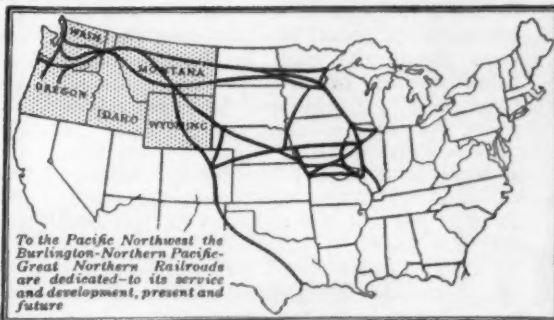 WASH.
MONTANA
OREGON
IDAHO
WYOMING
To the Pacific Northwest the
Burlington-Northern Pacific-
Great Northern Railroads
are dedicated—to its service
and development, present and
future